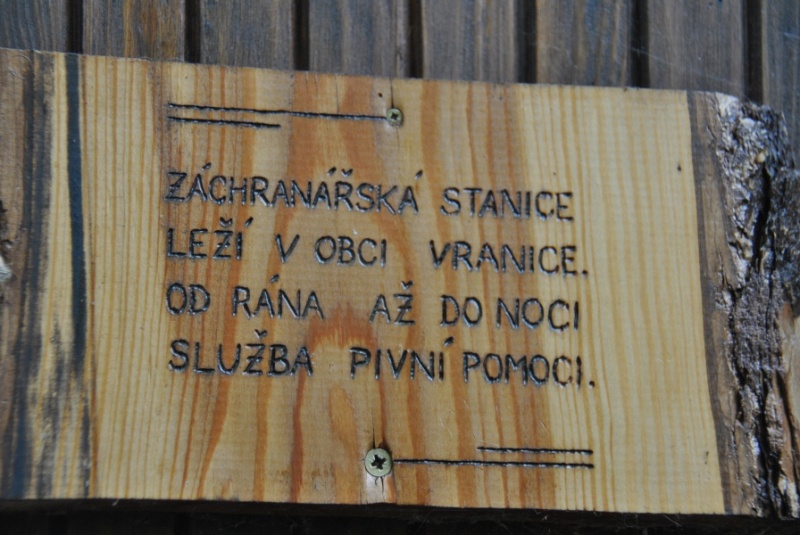 ZÁCHRANÁŘSKÁ STANICE
LEŽÍ V OBCI VRANICE.
OD RÁNA AŽ DO NOCI
SLUŽBA PIVNÍ POMOCI.